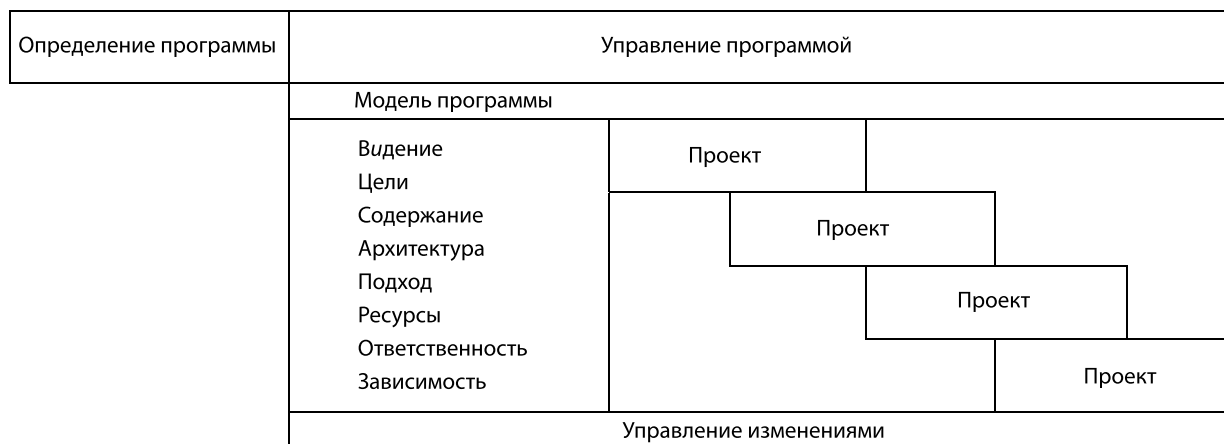 Определение программы
Управление программой
Модель программы
Видение
Цели
Содержание
Архитектура
Подход
Ресурсы
Ответственность
Зависимость
Проект
Проект
Проект
Проект
Управление изменениями